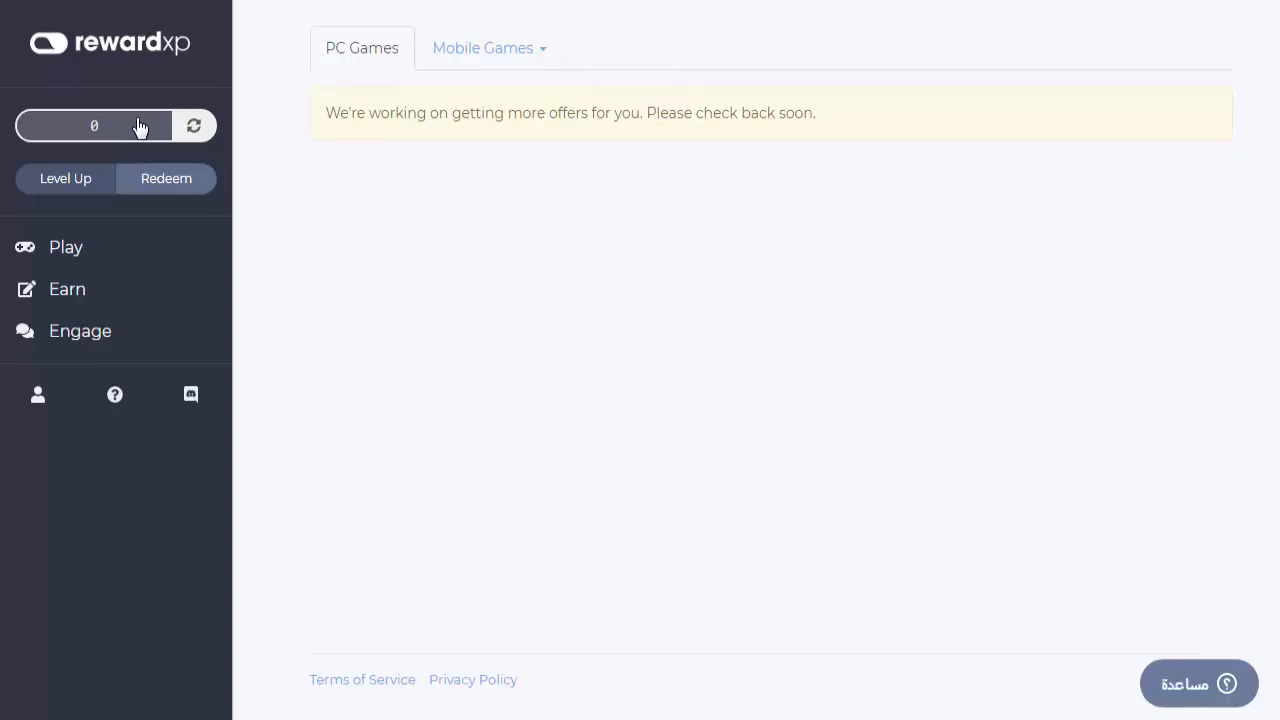 rewardxp
0
Level Up
Redeem
Play
Earn
Engage
PC Games
Mobile Games
We're working on getting more offers for you. Please check back soon.
Terms of Service
Privacy Policy
مساعدة